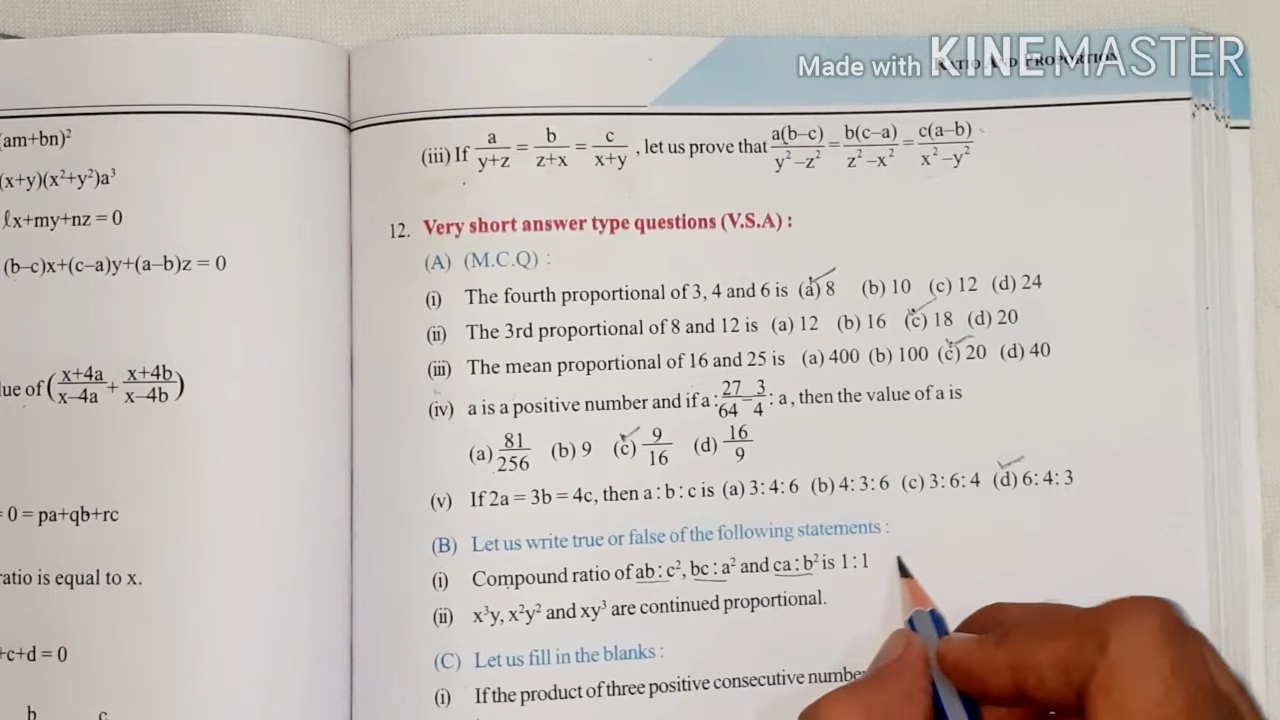 Made with KINEMASTER
RATIO AND PROPORTION
(am+bn)²
(x+y)(x²+y²)a³
ℓx+my+nz = 0
(b–c)x+(c–a)y+(a–b)z = 0
lue of (x+4a/x–4a + x+4b/x–4b)
= 0 = pa+qb+rc
ratio is equal to x.
+c+d = 0
b c
(iii) If a/y+z = b/z+x = c/x+y , let us prove that a(b–c)/y²–z² = b(c–a)/z²–x² = c(a–b)/x²–y²
12. Very short answer type questions (V.S.A) :
(A) (M.C.Q) :
(i) The fourth proportional of 3, 4 and 6 is (a) 8 (b) 10 (c) 12 (d) 24
(ii) The 3rd proportional of 8 and 12 is (a) 12 (b) 16 (c) 18 (d) 20
(iii) The mean proportional of 16 and 25 is (a) 400 (b) 100 (c) 20 (d) 40
(iv) a is a positive number and if a : 27/64 = 3/4 : a , then the value of a is
(a) 81/256 (b) 9 (c) 9/16 (d) 16/9
(v) If 2a = 3b = 4c, then a : b : c is (a) 3 : 4 : 6 (b) 4 : 3 : 6 (c) 3 : 6 : 4 (d) 6 : 4 : 3
(B) Let us write true or false of the following statements :
(i) Compound ratio of ab : c², bc : a² and ca : b² is 1 : 1
(ii) x³y, x²y² and xy³ are continued proportional.
(C) Let us fill in the blanks :
(i) If the product of three positive consecutive number